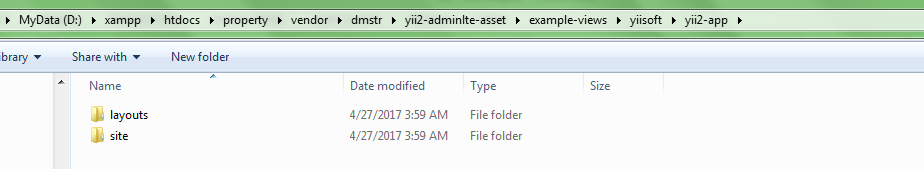 MyData (D:) xampp htdocs property vendor dmstr yii2-adminlte-asset example-views yiisoft yii2-app
ibrary Share with New folder
Name Date modified Type Size
layouts 4/27/2017 3:59 AM File folder
site 4/27/2017 3:59 AM File folder